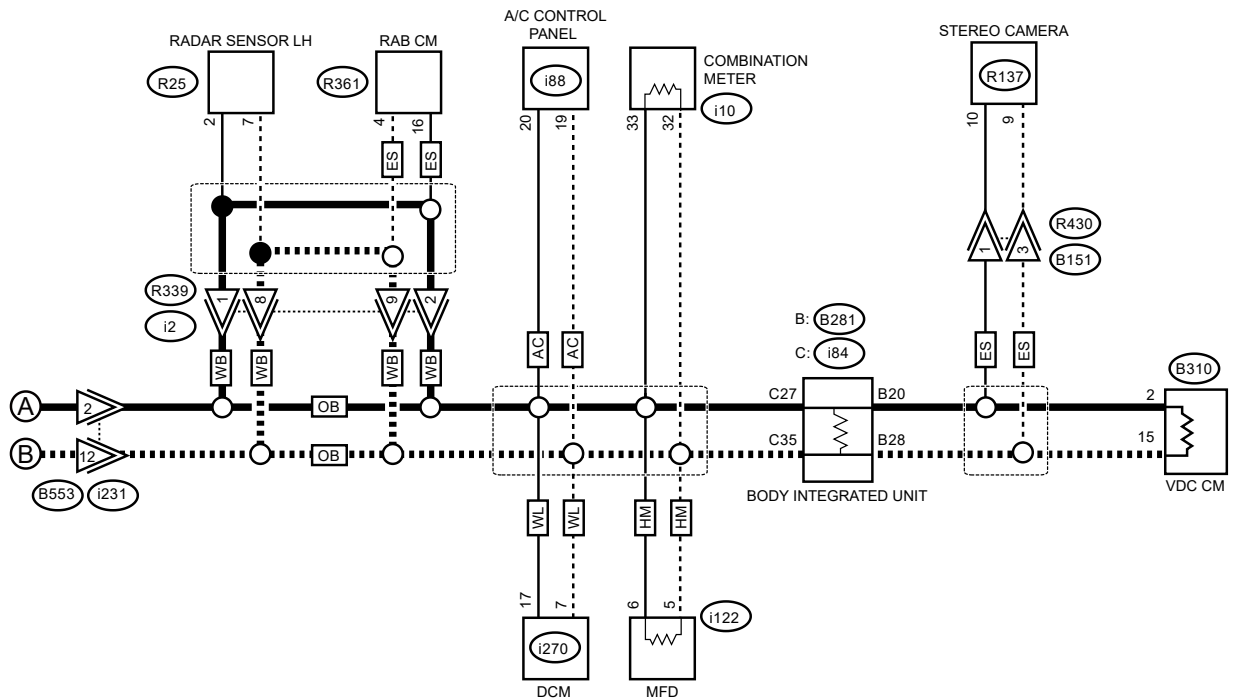 A/C CONTROL
PANEL
RADAR SENSOR LH
RAB CM
STEREO CAMERA
COMBINATION
METER
R25
R361
i88
i10
R137
2
7
4
16
20
19
33
32
10
9
ES
ES
R430
B151
1
3
R339
i2
1
8
9
2
B: B281
C: i84
WB
WB
WB
WB
AC
AC
ES
ES
B310
A
2
OB
C27
B20
2
B
12
OB
C35
B28
15
B553
i231
BODY INTEGRATED UNIT
VDC CM
WL
WL
HM
HM
17
7
6
5
i270
i122
DCM
MFD